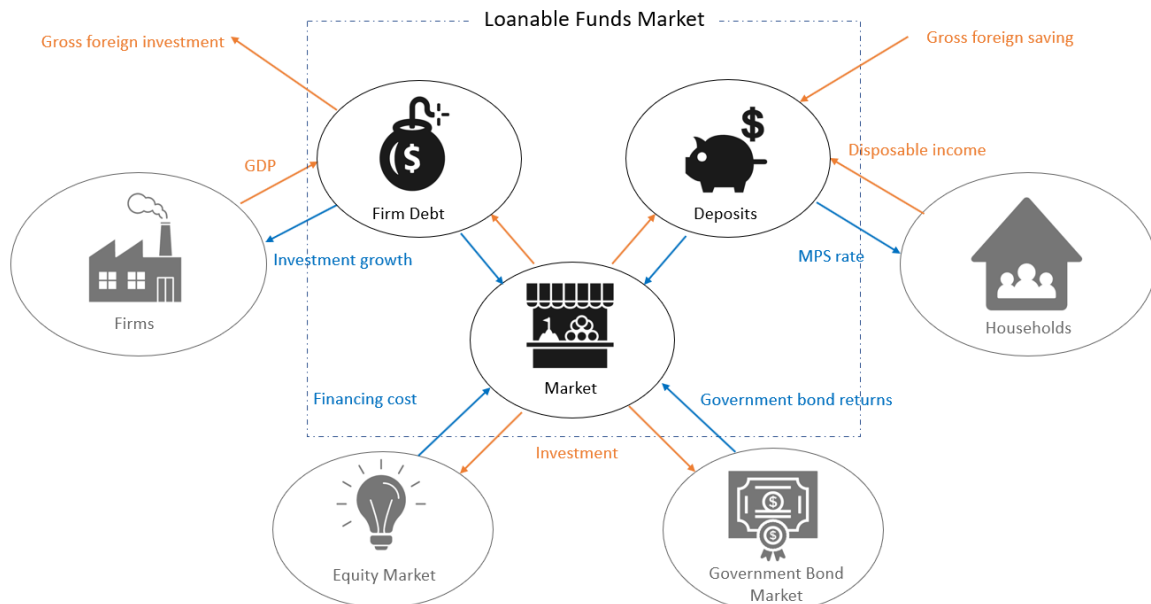 Loanable Funds Market
Gross foreign investment
Gross foreign saving
$
$
GDP
Disposable income
Firm Debt
Deposits
Investment growth
MPS rate
Firms
Households
Market
Financing cost
Government bond returns
Investment
$
$
Equity Market
Government Bond
Market